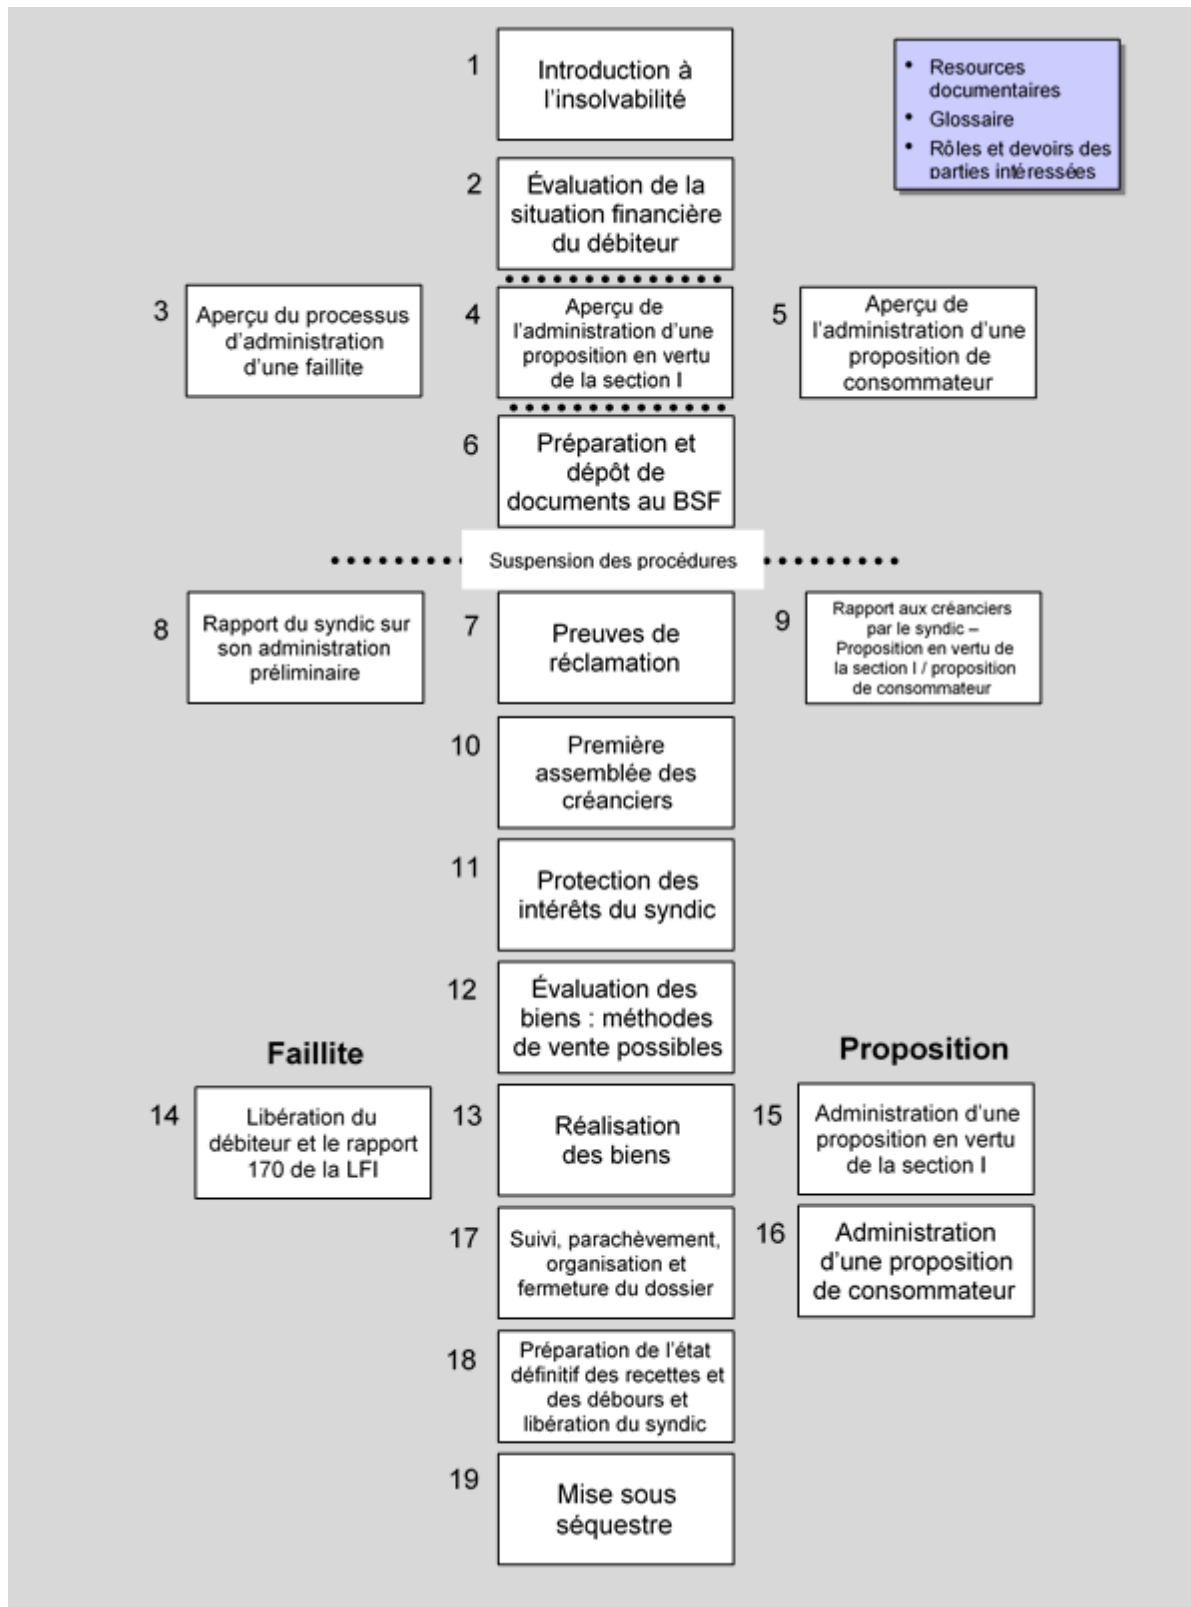 1
Introduction à
l'insolvabilité
• Resources
documentaires
• Glossaire
• Rôles et devoirs des
parties intéressées
2
Évaluation de la
situation financière
du débiteur
3
Aperçu du processus
d'administration
d'une faillite
4
Aperçu de
l'administration d'une
proposition en vertu
de la section I
5
Aperçu de
l'administration d'une
proposition de
consommateur
6
Préparation et
dépôt de
documents au BSF
Suspension des procédures
8
Rapport du syndic sur
son administration
préliminaire
7
Preuves de
réclamation
9
Rapport aux créanciers
par le syndic –
Proposition en vertu de
la section I / proposition
de consommateur
10
Première
assemblée des
créanciers
11
Protection des
intérêts du syndic
12
Évaluation des
biens : méthodes
de vente possibles
Faillite
Proposition
14
Libération du
débiteur et le rapport
170 de la LFI
13
Réalisation
des biens
15
Administration d'une
proposition en vertu
de la section I
17
Suivi, parachèvement,
organisation et
fermeture du dossier
16
Administration
d'une proposition
de consommateur
18
Préparation de l'état
définitif des recettes et
des débours et
libération du syndic
19
Mise sous
séquestre